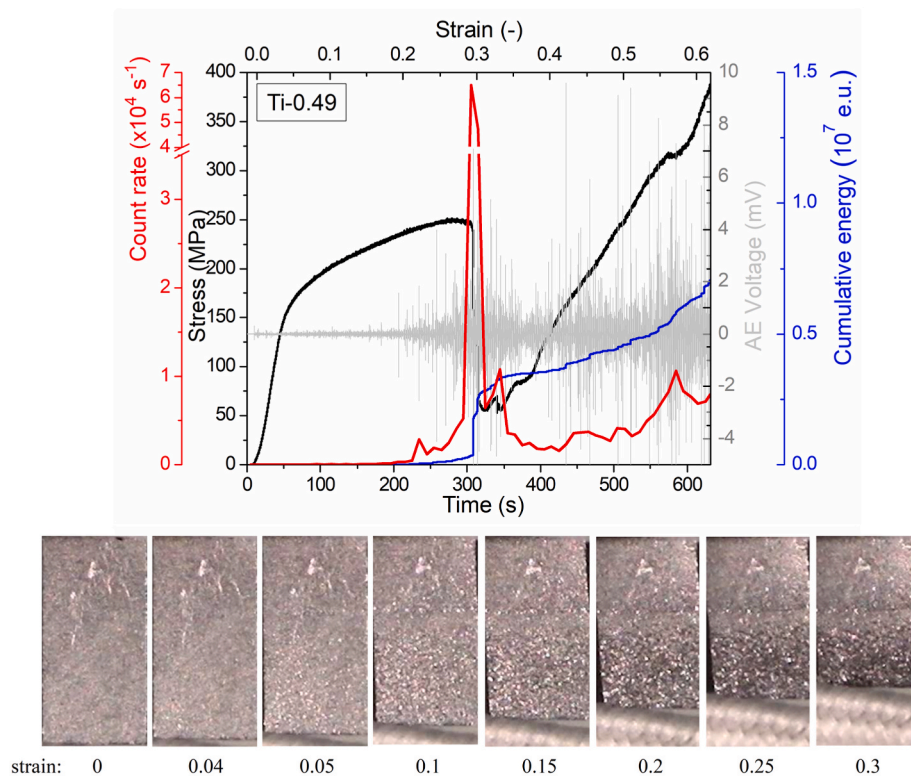 Strain (-)
0.0 0.1 0.2 0.3 0.4 0.5 0.6
Ti-0.49
Count rate (x10⁴ s⁻¹)
7
6
5
4
3
2
1
0
Stress (MPa)
400
350
300
250
200
150
100
50
0
AE Voltage (mV)
10
8
6
4
2
0
-2
-4
Cumulative energy (10⁷ e.u.)
1.5
1.0
0.5
0.0
0 100 200 300 400 500 600
Time (s)
strain: 0 0.04 0.05 0.1 0.15 0.2 0.25 0.3